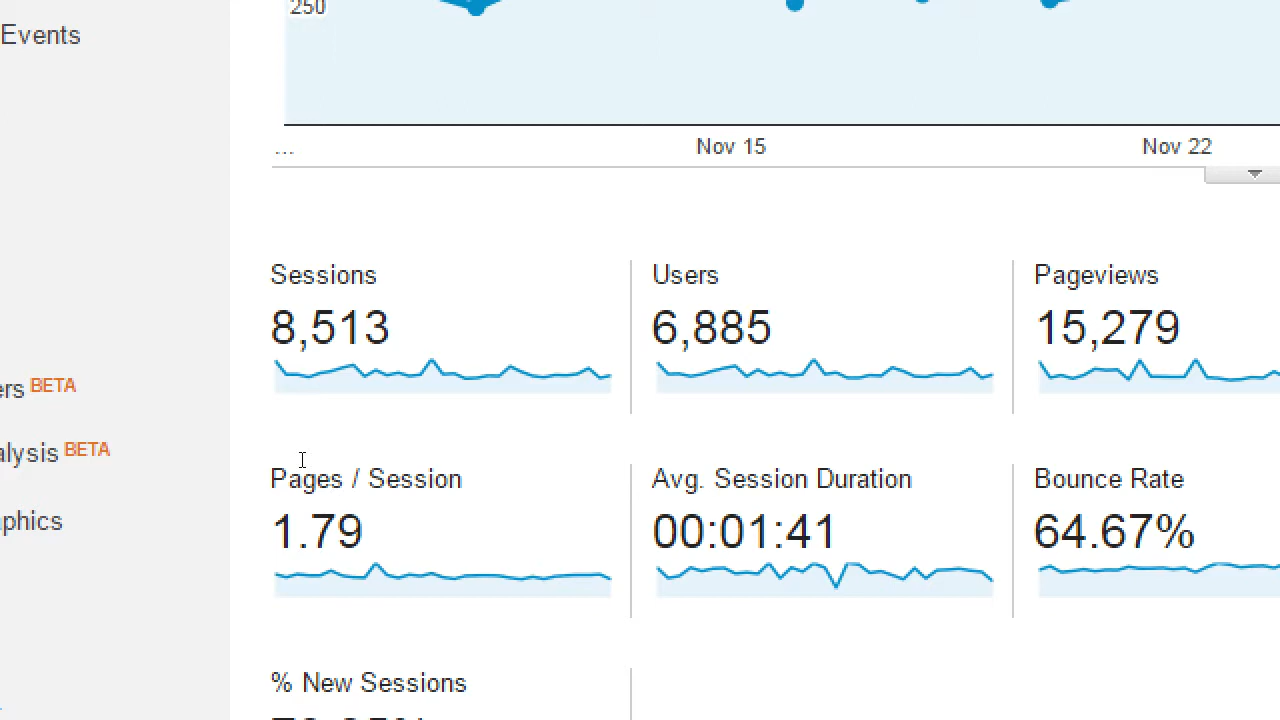 250
Events
...
Nov 15
Nov 22
Sessions
8,513
Users
6,885
Pageviews
15,279
ers BETA
alysis BETA
aphics
Pages / Session
1.79
Avg. Session Duration
00:01:41
Bounce Rate
64.67%
% New Sessions